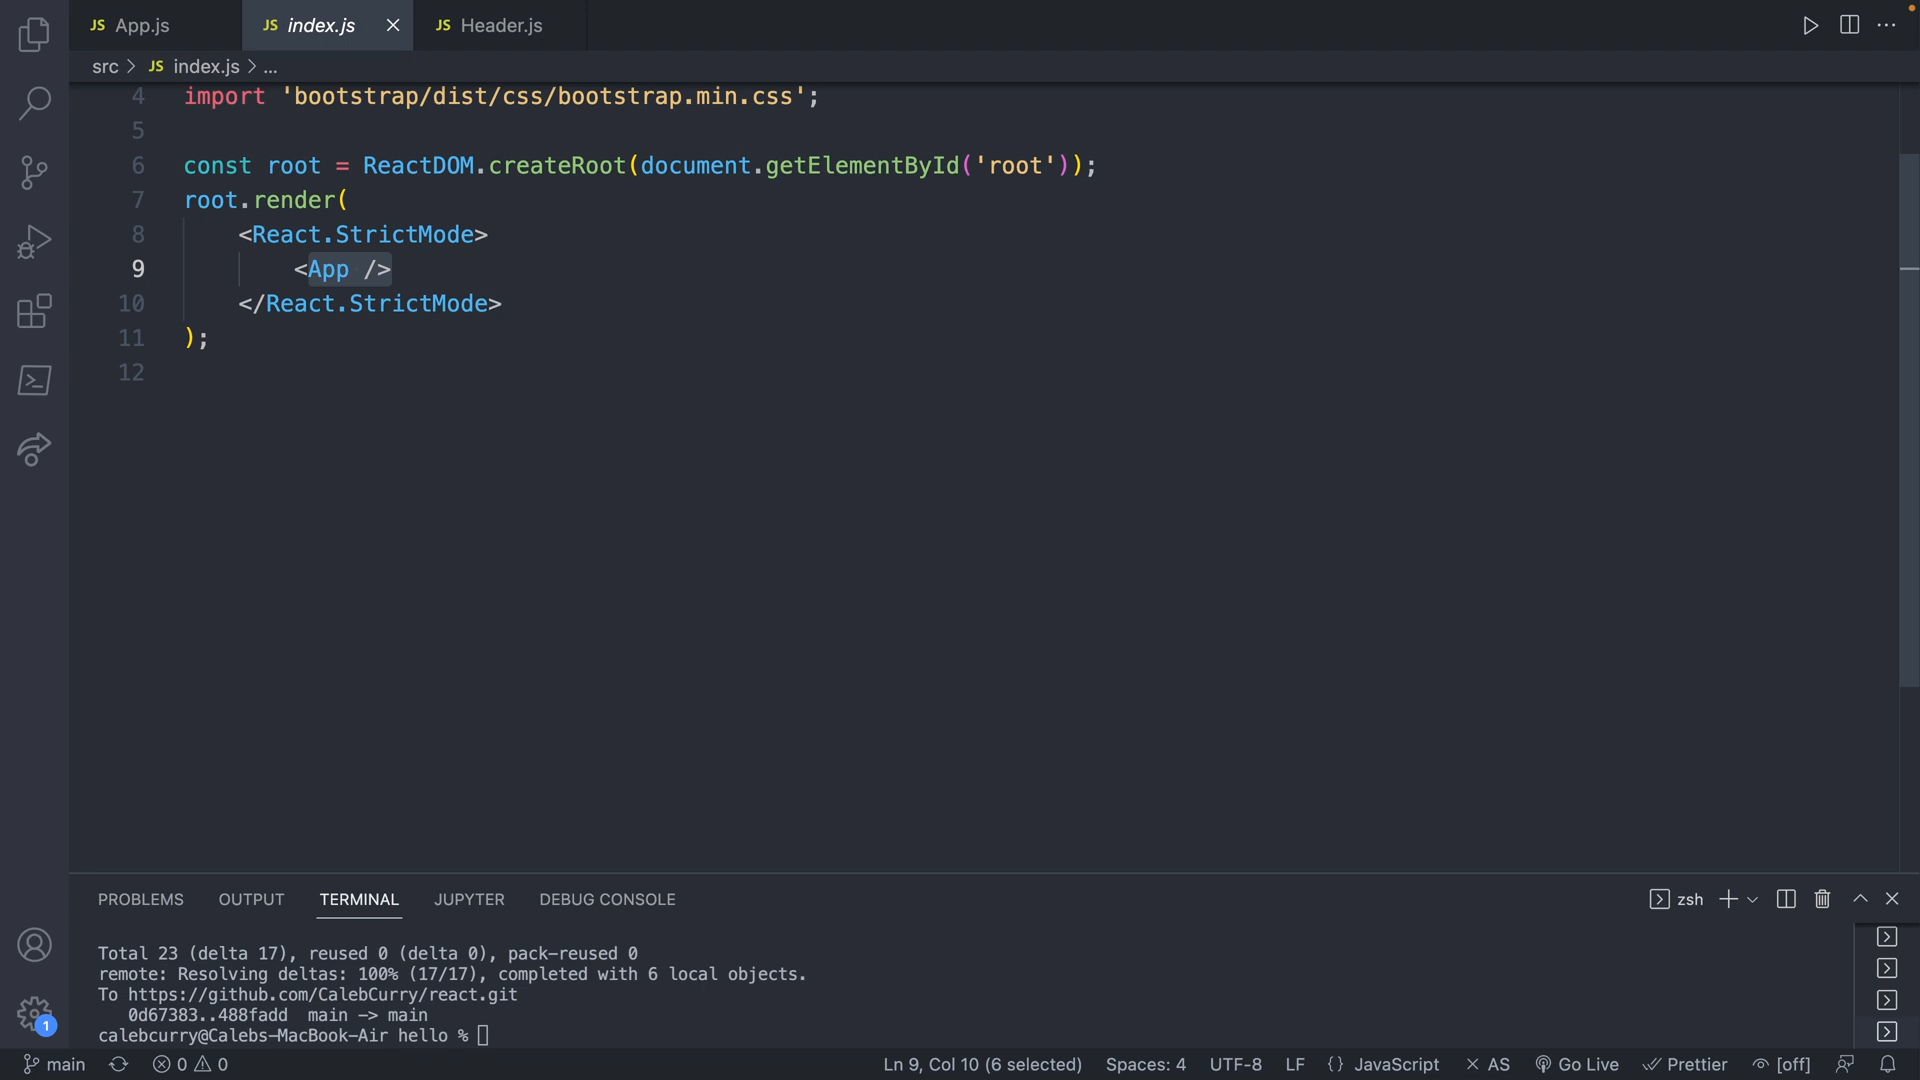 JS App.js
JS index.js
JS Header.js
src > JS index.js > ...
4 import 'bootstrap/dist/css/bootstrap.min.css';
5
6 const root = ReactDOM.createRoot(document.getElementById('root'));
7 root.render(
8 <React.StrictMode>
9 <App />
10 </React.StrictMode>
11 );
12
PROBLEMS OUTPUT TERMINAL JUPYTER DEBUG CONSOLE zsh
Total 23 (delta 17), reused 0 (delta 0), pack-reused 0
remote: Resolving deltas: 100% (17/17), completed with 6 local objects.
To https://github.com/CalebCurry/react.git
0d67383..488fadd main -> main
calebcurry@Calebs-MacBook-Air hello %
1
main 0 0 Ln 9, Col 10 (6 selected) Spaces: 4 UTF-8 LF {} JavaScript × AS Go Live Prettier [off]